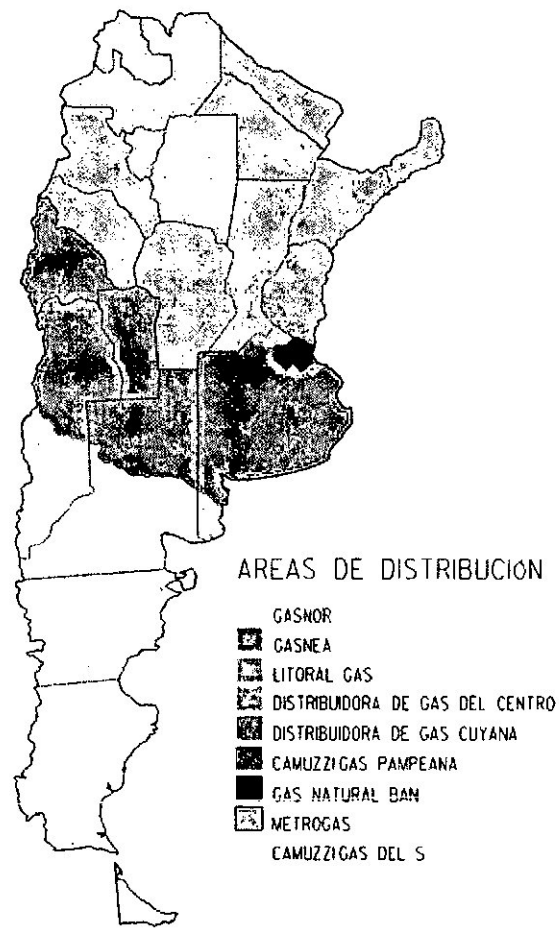 AREAS DE DISTRIBUCION
GASNOR
GASNEA
LITORAL GAS
DISTRIBUIDORA DE GAS DEL CENTRO
DISTRIBUIDORA DE GAS CUYANA
CAMUZZIGAS PAMPEANA
GAS NATURAL BAN
METROGAS
CAMUZZIGAS DEL S